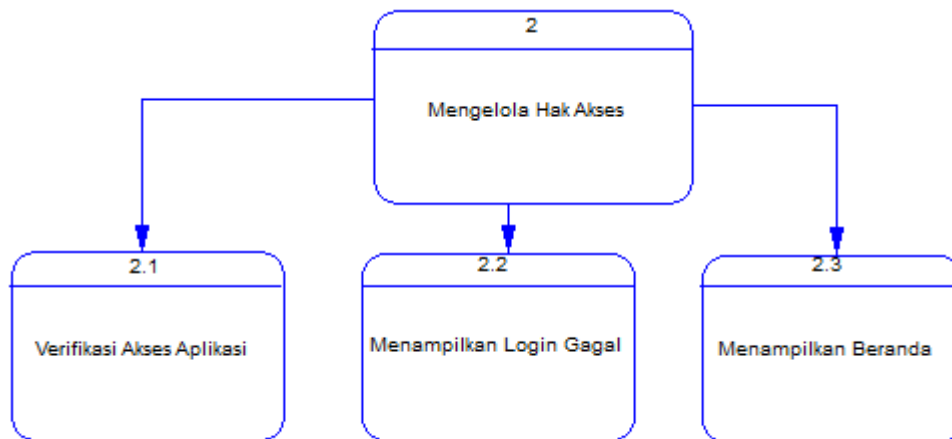 2
Mengelola Hak Akses
2.1
Verifikasi Akses Aplikasi
2.2
Menampilkan Login Gagal
2.3
Menampilkan Beranda